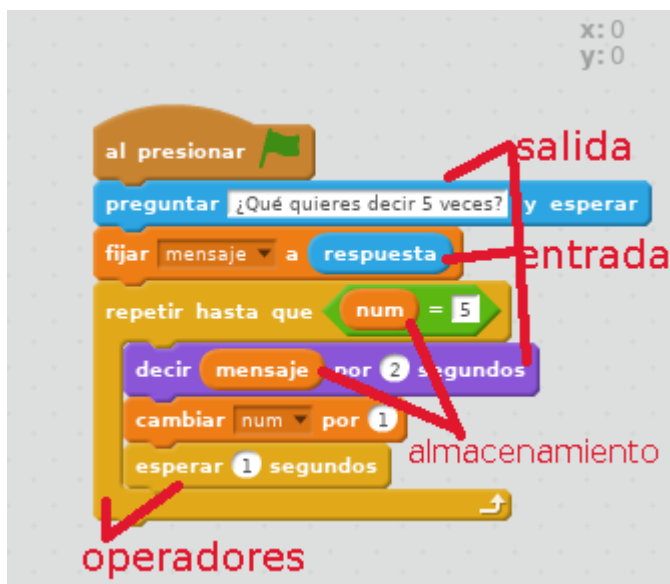 x: 0
y: 0
al presionar
salida
preguntar ¿Qué quieres decir 5 veces? y esperar
fijar mensaje a respuesta
entrada
repetir hasta que num = 5
decir mensaje por 2 segundos
cambiar num por 1
almacenamiento
esperar 1 segundos
operadores